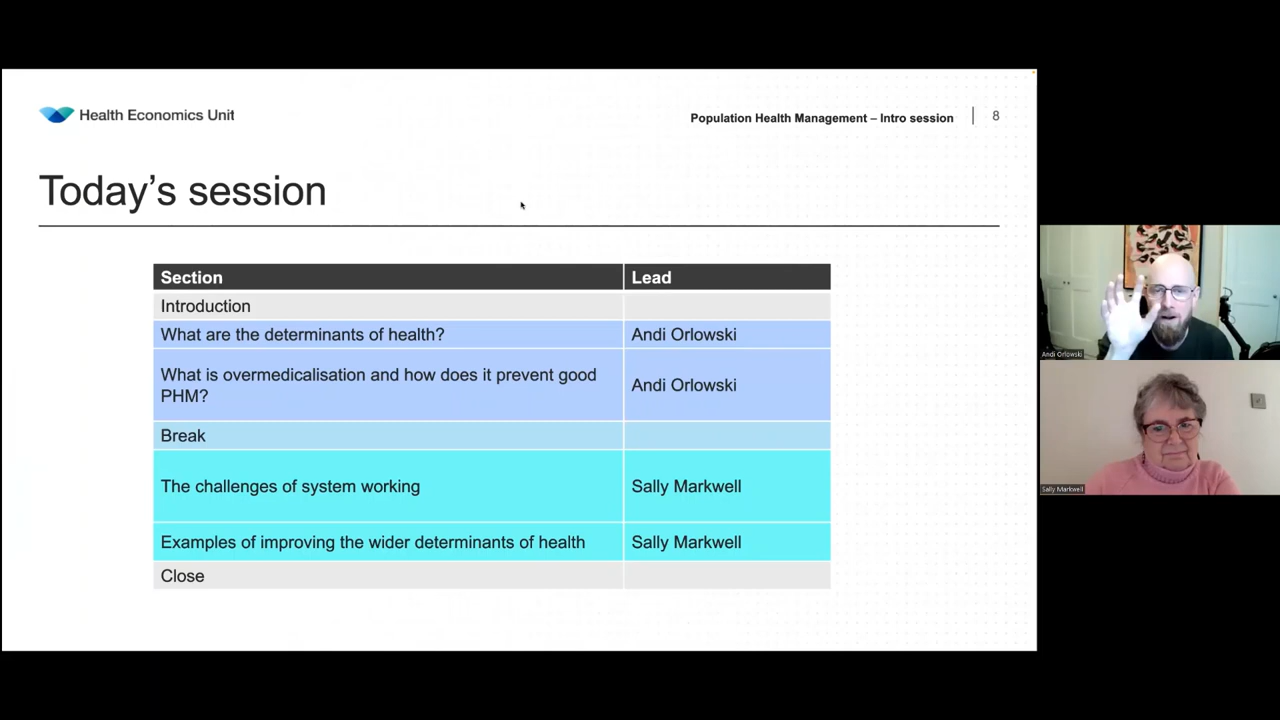 Health Economics Unit
Population Health Management – Intro session
8
Today’s session
Section
Lead
Introduction
What are the determinants of health?
Andi Orlowski
What is overmedicalisation and how does it prevent good
PHM?
Andi Orlowski
Break
The challenges of system working
Sally Markwell
Examples of improving the wider determinants of health
Sally Markwell
Close
Andi Orlowski
Sally Markwell